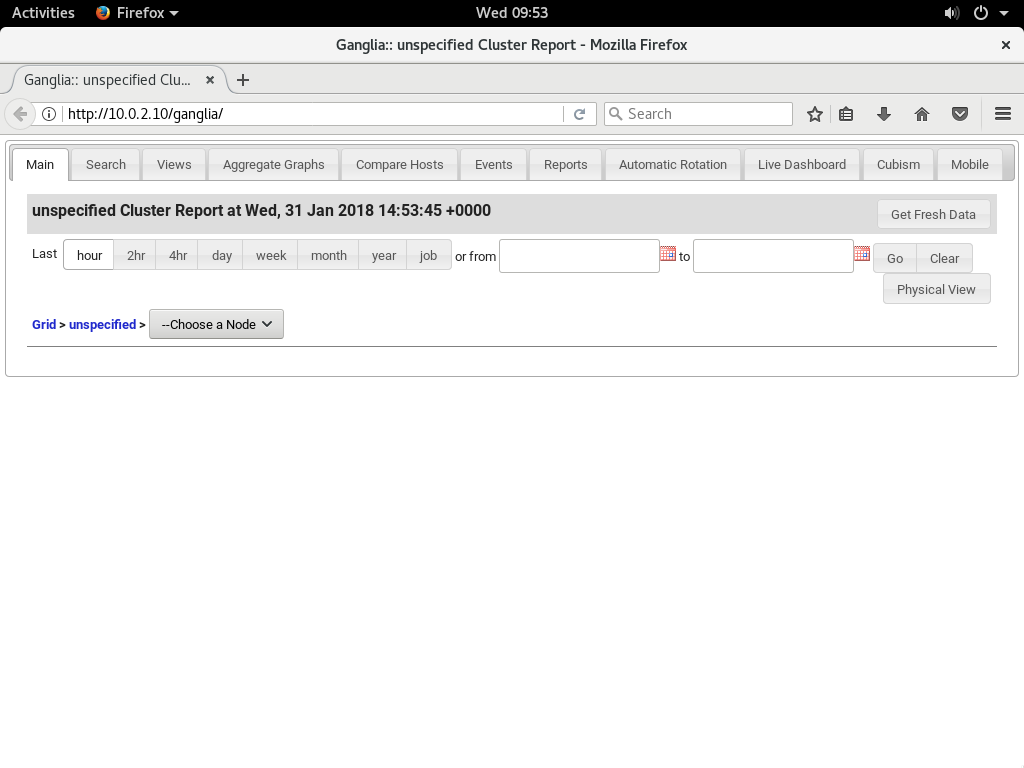 Activities Firefox Wed 09:53
Ganglia:: unspecified Cluster Report - Mozilla Firefox
Ganglia:: unspecified Clu...
http://10.0.2.10/ganglia/ Search
Main Search Views Aggregate Graphs Compare Hosts Events Reports Automatic Rotation Live Dashboard Cubism Mobile
unspecified Cluster Report at Wed, 31 Jan 2018 14:53:45 +0000 Get Fresh Data
Last hour 2hr 4hr day week month year job or from to Go Clear
Physical View
Grid > unspecified > --Choose a Node